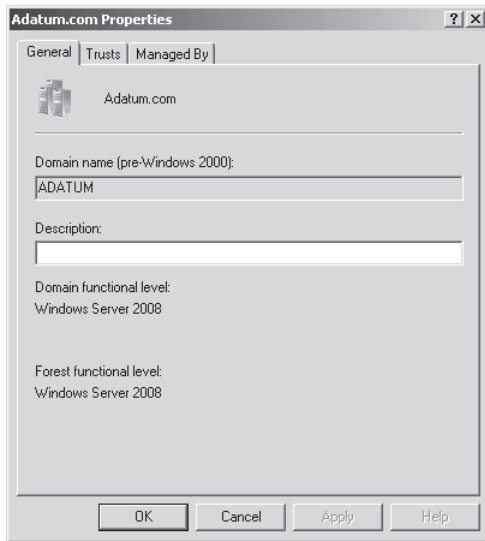 Adatum.com Properties ? X
General Trusts Managed By
Adatum.com
Domain name (pre-Windows 2000):
ADATUM
Description:
Domain functional level:
Windows Server 2008
Forest functional level:
Windows Server 2008
OK Cancel Apply Help